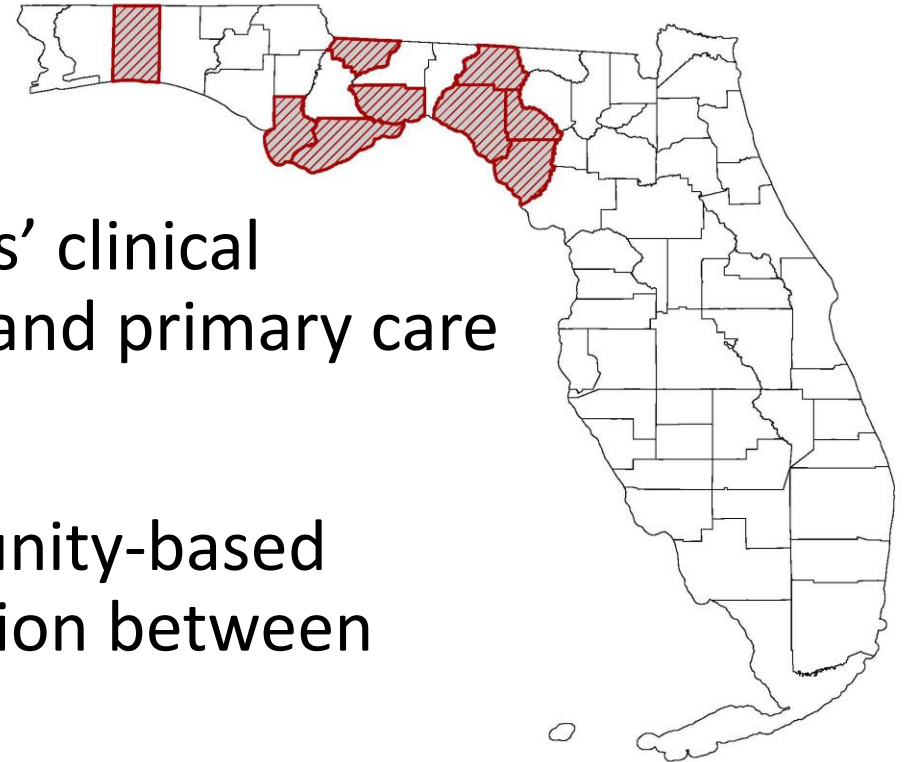 s’ clinical
and primary care
unity-based
ion between